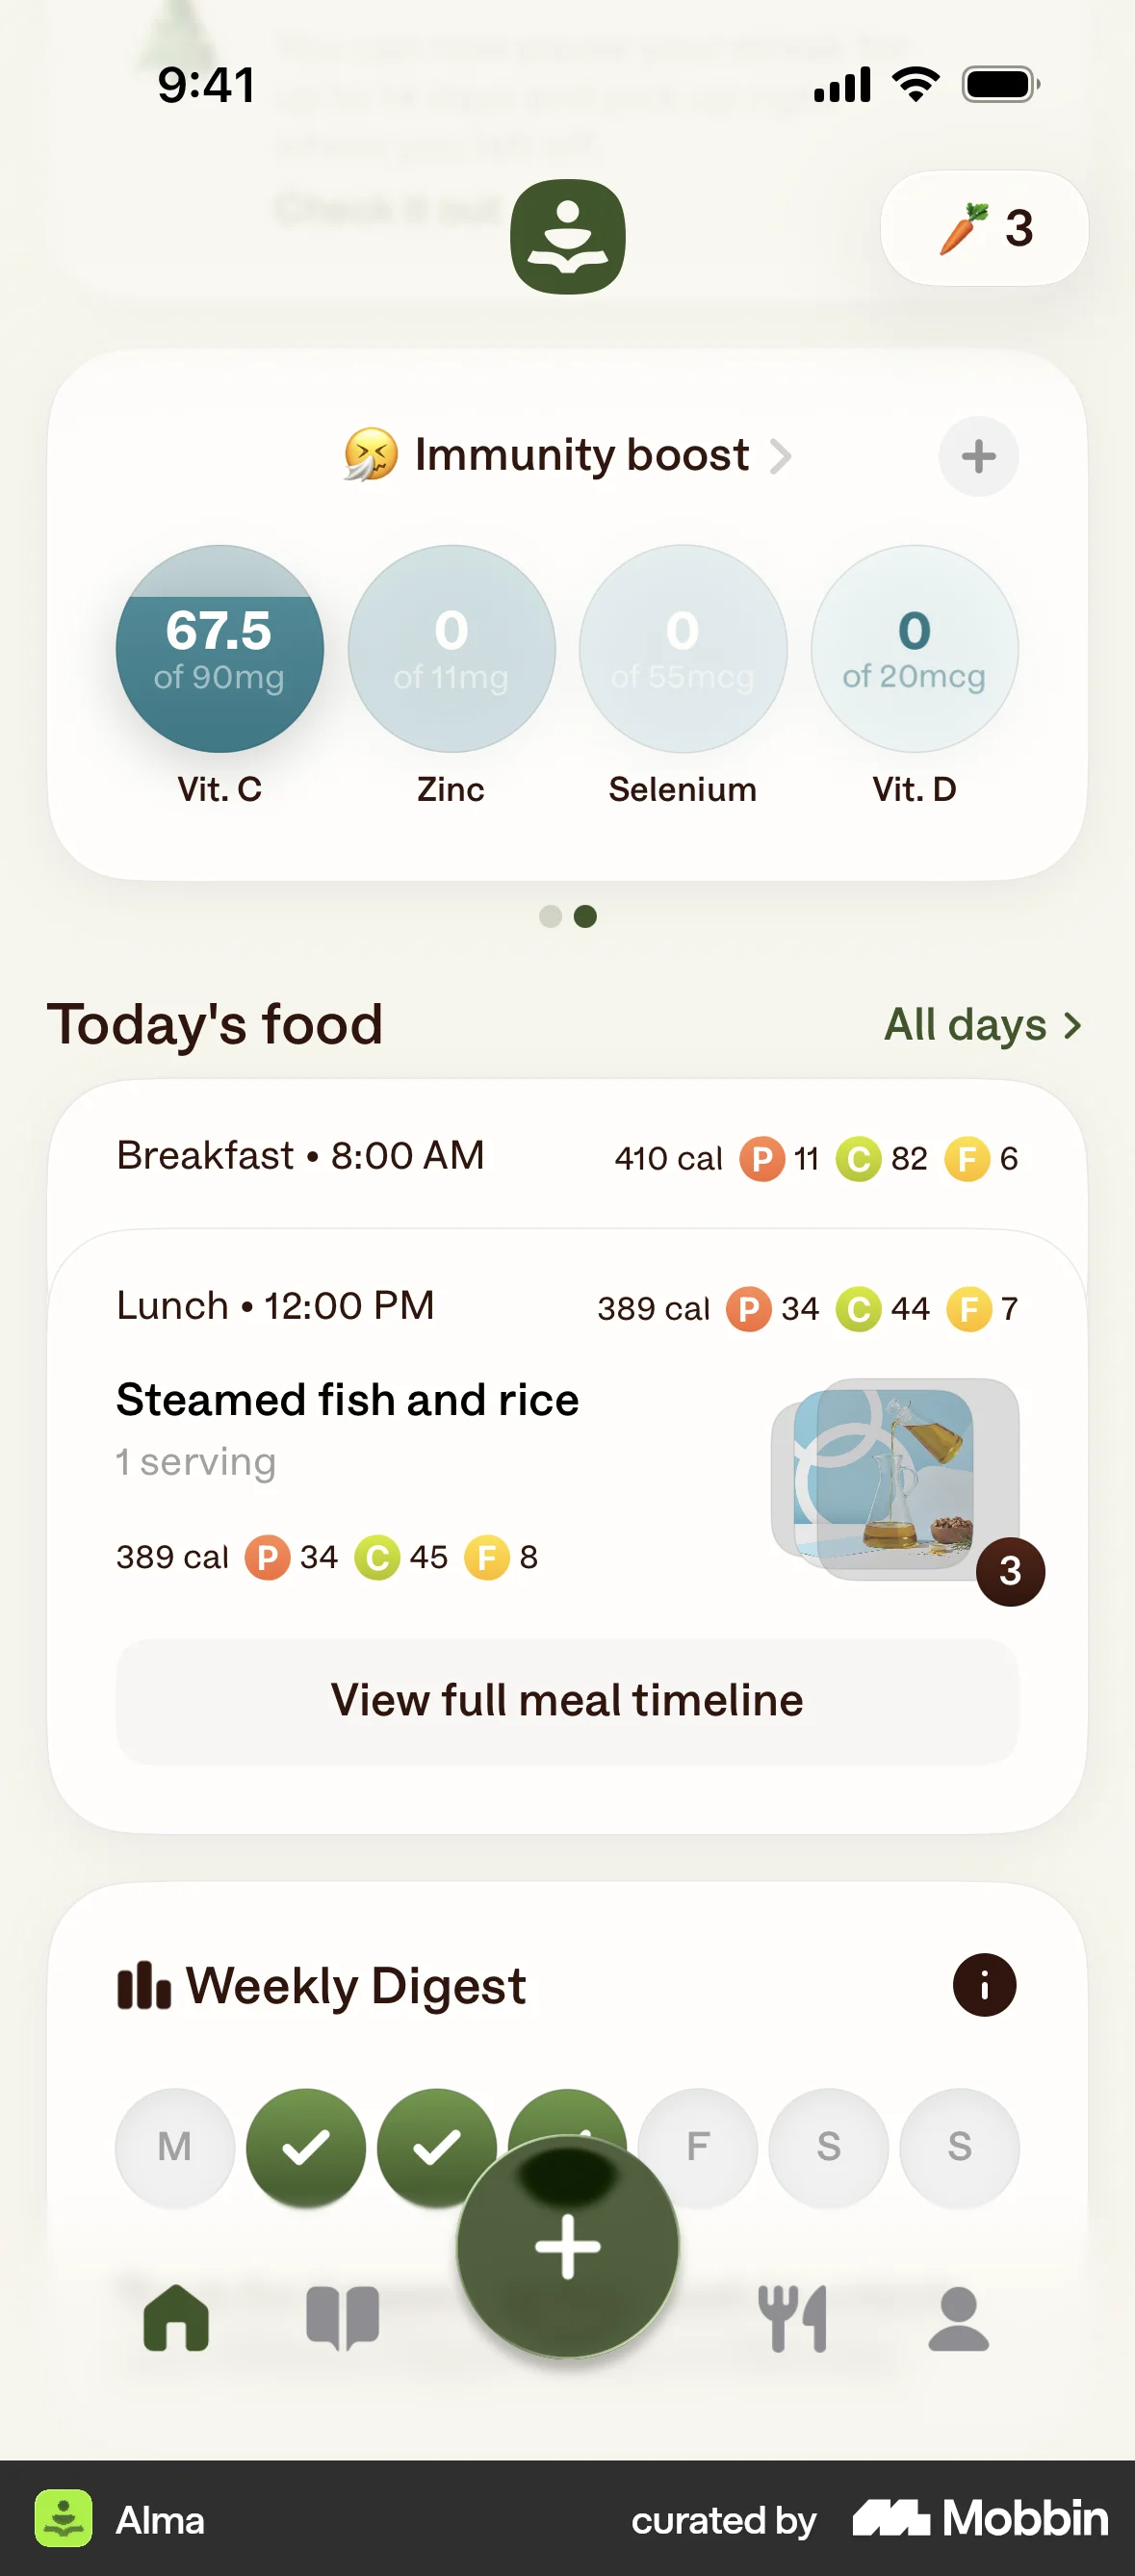 9:41
Check it out
3
Immunity boost
67.5
of 90mg
Vit. C
0
of 11mg
Zinc
0
of 55mcg
Selenium
0
of 20mcg
Vit. D
Today's food
All days
Breakfast • 8:00 AM
410 cal P 11 C 82 F 6
Lunch • 12:00 PM
389 cal P 34 C 44 F 7
Steamed fish and rice
1 serving
389 cal P 34 C 45 F 8
3
View full meal timeline
Weekly Digest
M F S S
Alma
curated by Mobbin